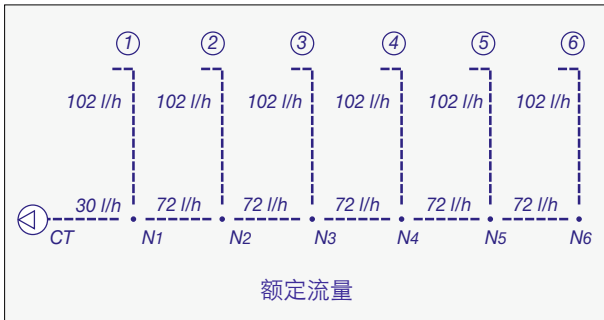 1 2 3 4 5 6
102 l/h 102 l/h 102 l/h 102 l/h 102 l/h 102 l/h
30 l/h 72 l/h 72 l/h 72 l/h 72 l/h 72 l/h
CT N1 N2 N3 N4 N5 N6
额定流量